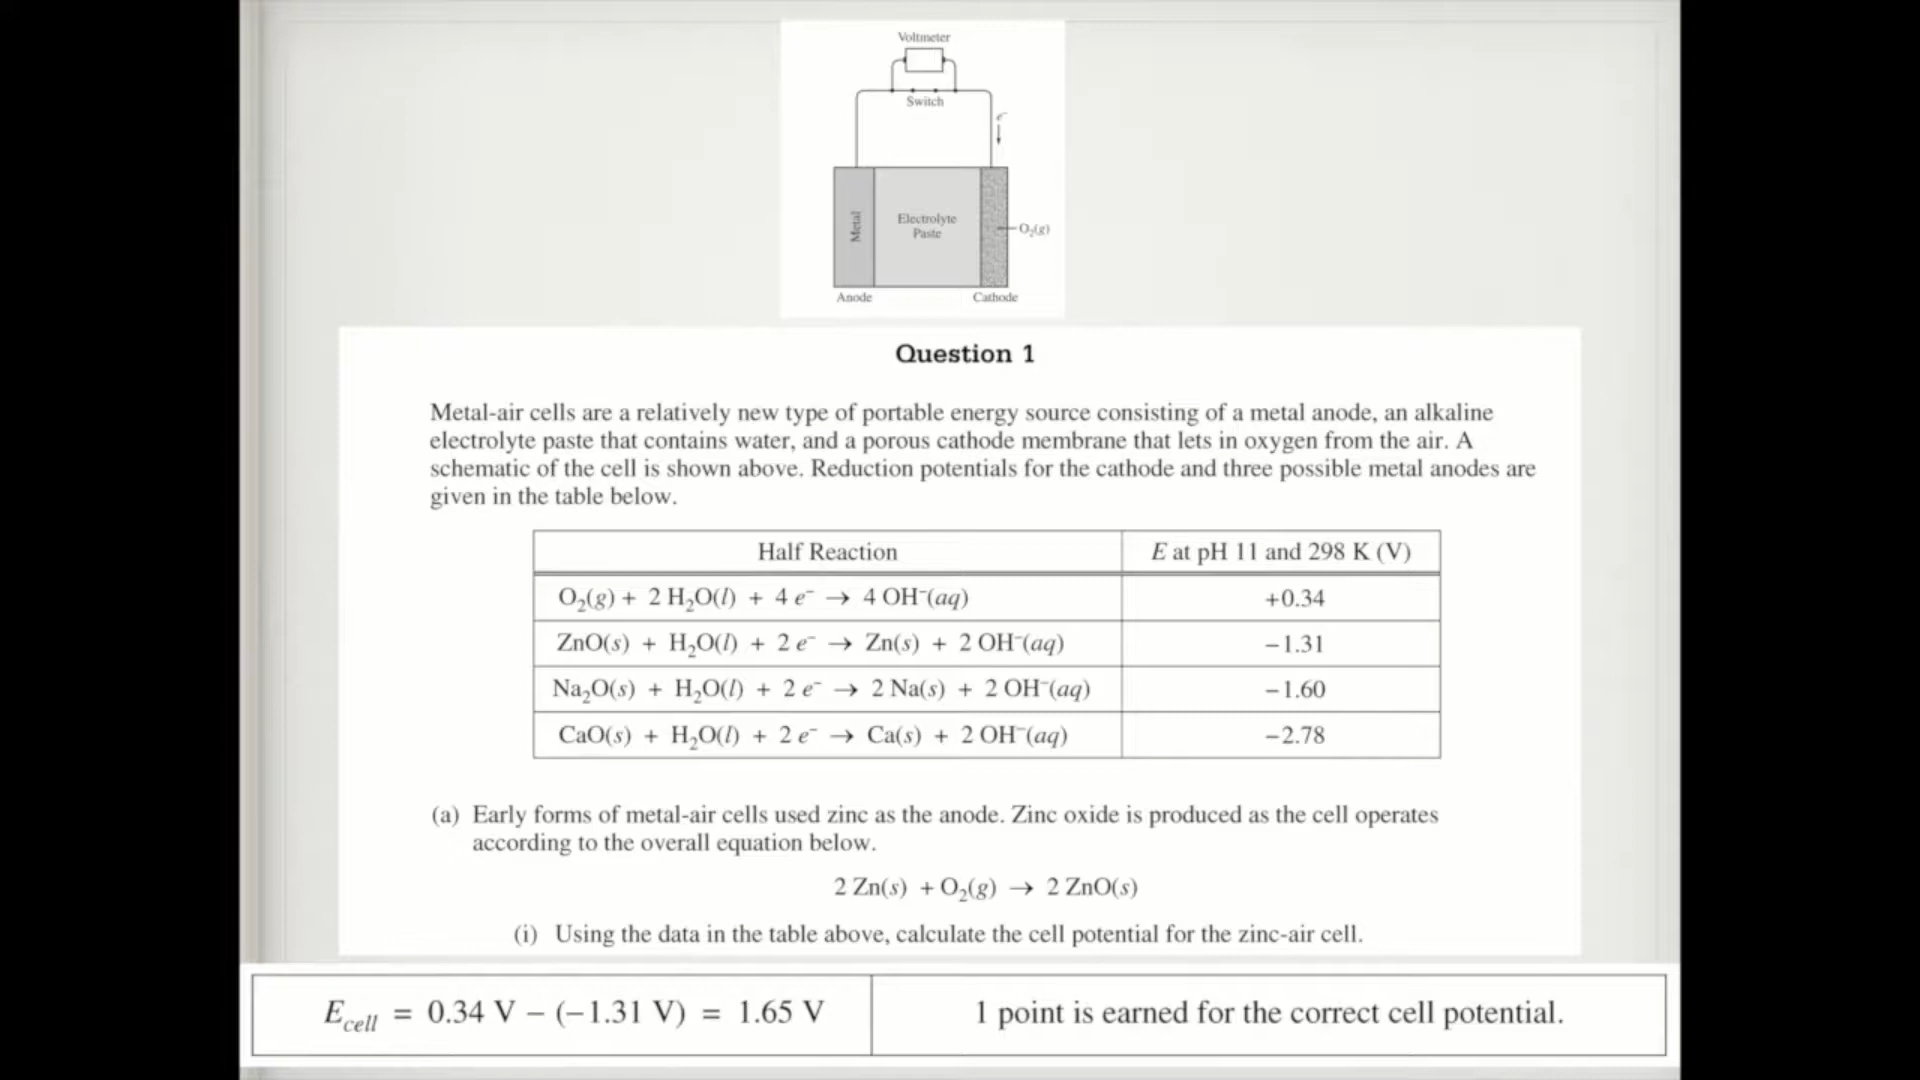 Voltmeter
Switch
e⁻
Metal
Electrolyte
Paste
O₂(g)
Anode
Cathode
Question 1
Metal-air cells are a relatively new type of portable energy source consisting of a metal anode, an alkaline
electrolyte paste that contains water, and a porous cathode membrane that lets in oxygen from the air. A
schematic of the cell is shown above. Reduction potentials for the cathode and three possible metal anodes are
given in the table below.
Half Reaction E at pH 11 and 298 K (V)
O₂(g) + 2 H₂O(l) + 4 e⁻ → 4 OH⁻(aq) +0.34
ZnO(s) + H₂O(l) + 2 e⁻ → Zn(s) + 2 OH⁻(aq) −1.31
Na₂O(s) + H₂O(l) + 2 e⁻ → 2 Na(s) + 2 OH⁻(aq) −1.60
CaO(s) + H₂O(l) + 2 e⁻ → Ca(s) + 2 OH⁻(aq) −2.78
(a) Early forms of metal-air cells used zinc as the anode. Zinc oxide is produced as the cell operates
according to the overall equation below.
2 Zn(s) + O₂(g) → 2 ZnO(s)
(i) Using the data in the table above, calculate the cell potential for the zinc-air cell.
E_cell = 0.34 V − (−1.31 V) = 1.65 V 1 point is earned for the correct cell potential.